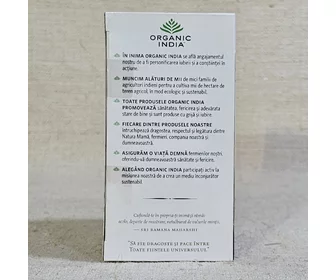 ORGANIC
INDIA
ÎN INIMA ORGANIC INDIA se află angajamentul
nostru de a fi personificarea iubirii și a conștiinței în
acțiune.
MUNCIM ALĂTURI DE MII de mici familii de
agricultori indieni pentru a cultiva mii de hectare de
teren agricol, în mod ecologic și sustenabil.
TOATE PRODUSELE ORGANIC INDIA
PROMOVEAZĂ sănătatea, fericirea și adevărata
stare de bine și sunt produse cu grijă și iubire.
FIECARE DINTRE PRODUSELE NOASTRE
întruchipează dragostea, respectul și legătura dintre
Natura Mamă, fermieri, compania noastră și
dumneavoastră.
ASIGURĂM O VIAȚĂ DEMNĂ fermierilor noștri
oferindu-vă dumneavoastră sănătate și fericire.
ALEGÂND ORGANIC INDIA participați activ la
misiunea noastră de a crea un mediu înconjurător
sustenabil
— SRI RAMANA MAHARSHI
"SĂ FIE DRAGOSTE ȘI PACE ÎNTRE
TOATE FIINȚELE UNIVERSULUI."